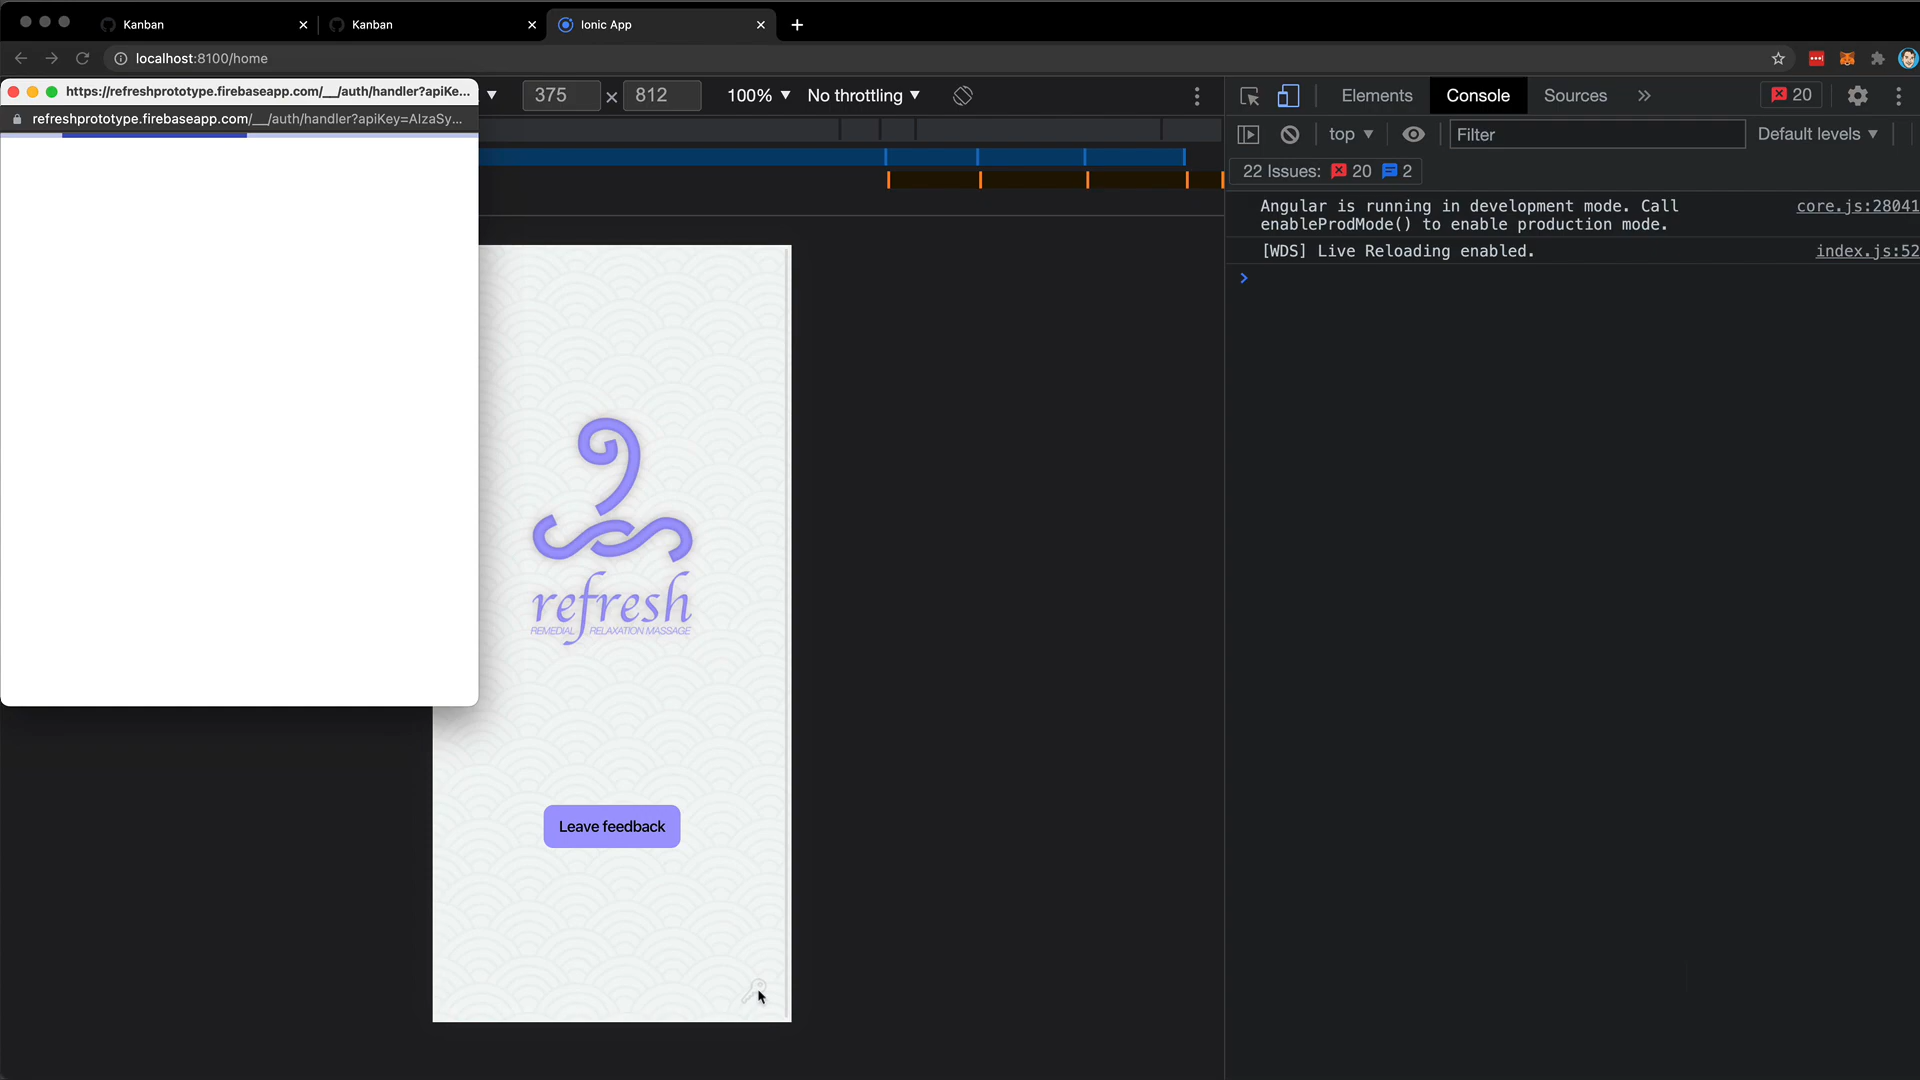 Kanban
Kanban
Ionic App
localhost:8100/home
https://refreshprototype.firebaseapp.com/__/auth/handler?apiKe...
refreshprototype.firebaseapp.com/__/auth/handler?apiKey=AIzaSy...
375 × 812 100% No throttling
Elements Console Sources 20
top Filter Default levels
22 Issues: 20 2
Angular is running in development mode. Call core.js:28041
enableProdMode() to enable production mode.
[WDS] Live Reloading enabled. index.js:52
refresh
REMEDIAL RELAXATION MASSAGE
Leave feedback